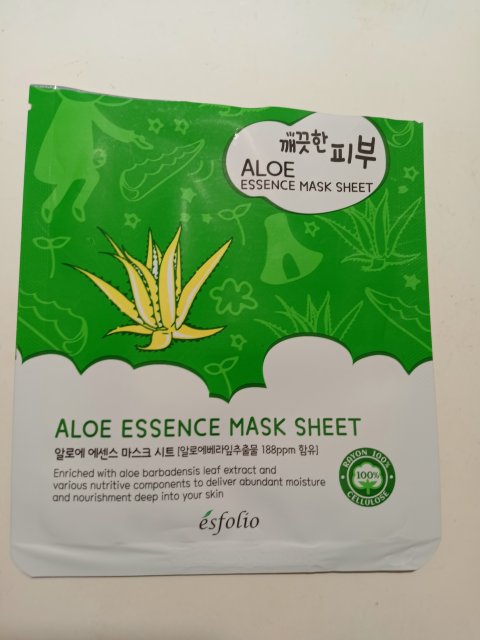 깨끗한 피부
ALOE
ESSENCE MASK SHEET
ALOE ESSENCE MASK SHEET
알로에 에센스 마스크 시트 [알로에베라잎추출물 188ppm 함유]
Enriched with aloe barbadensis leaf extract and
various nutritive components to deliver abundant moisture
and nourishment deep into your skin
RAYON 100%
100%
CELLULOSE
ésfolio